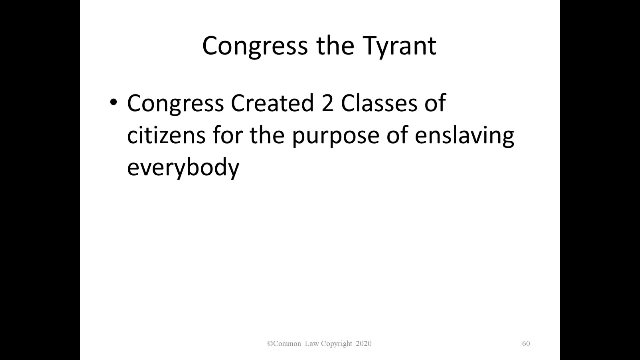 Congress the Tyrant
• Congress Created 2 Classes of
citizens for the purpose of enslaving
everybody
©Common Law Copyright 2020
60